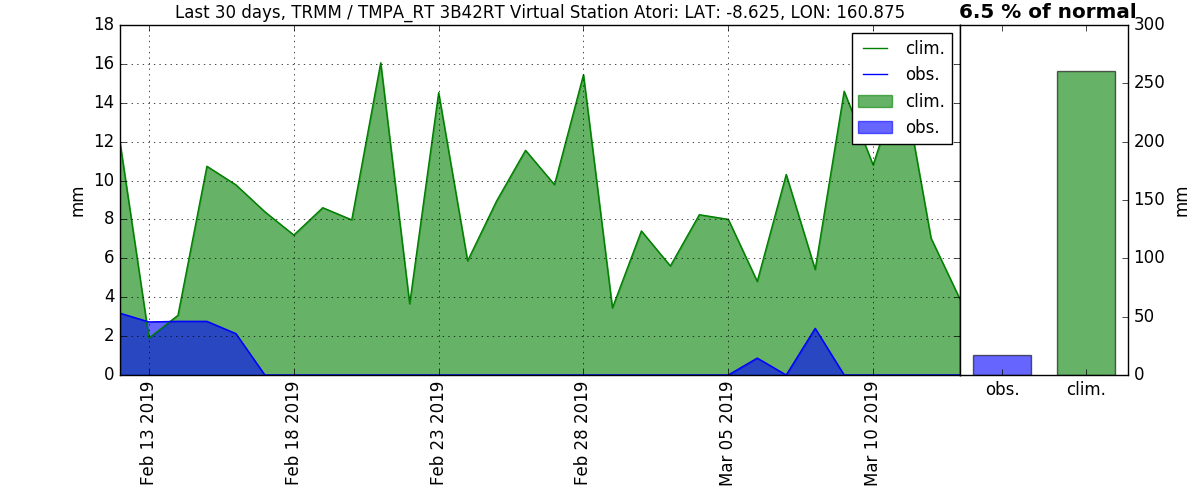 Last 30 days, TRMM / TMPA_RT 3B42RT Virtual Station Atori: LAT: -8.625, LON: 160.875
6.5 % of normal
18
16
14
12
10
8
6
4
2
0
mm
clim.
obs.
clim.
obs.
Feb 13 2019
Feb 18 2019
Feb 23 2019
Feb 28 2019
Mar 05 2019
Mar 10 2019
300
250
200
150
100
50
0
mm
obs.
clim.